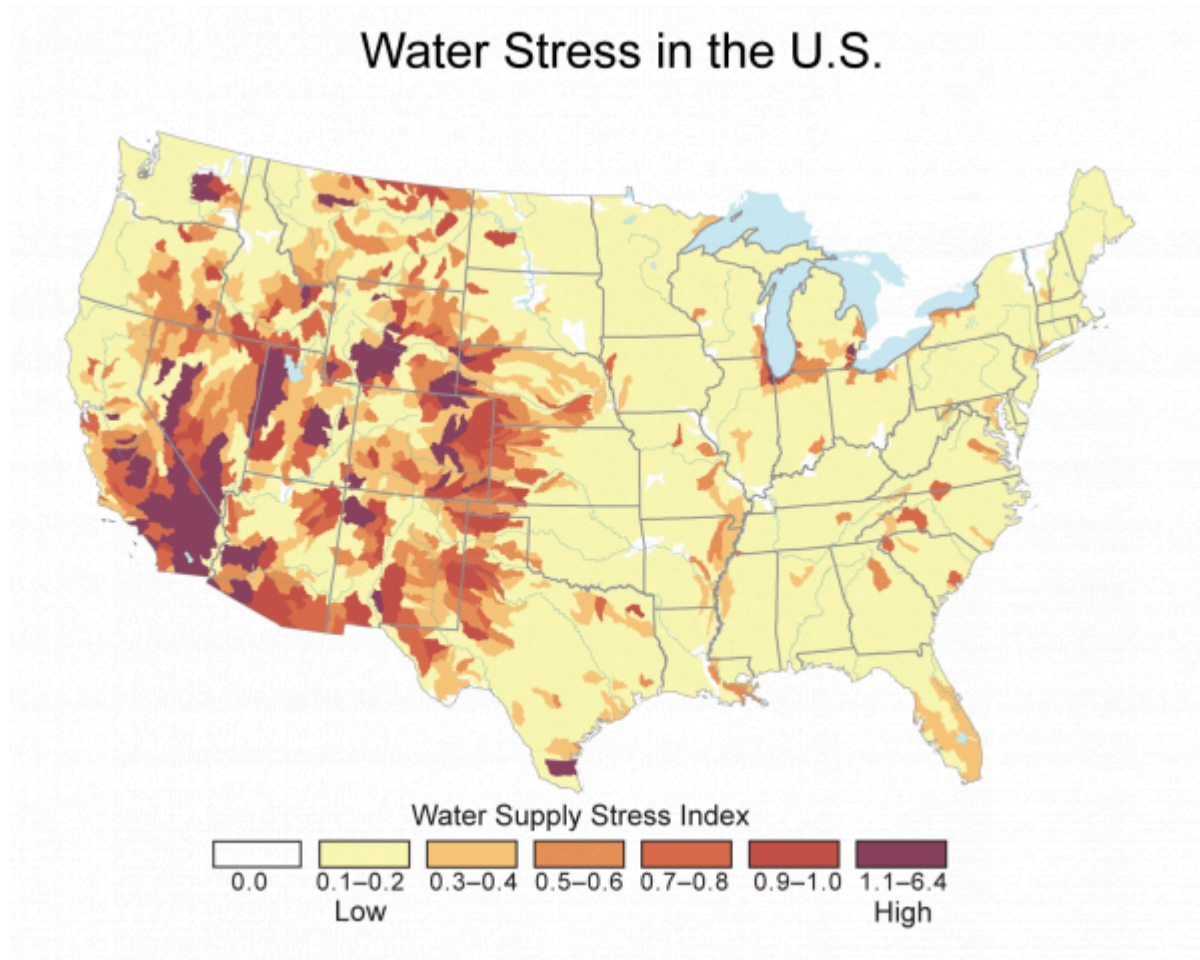 Water Stress in the U.S.
Water Supply Stress Index
0.0 0.1–0.2 0.3–0.4 0.5–0.6 0.7–0.8 0.9–1.0 1.1–6.4
Low High